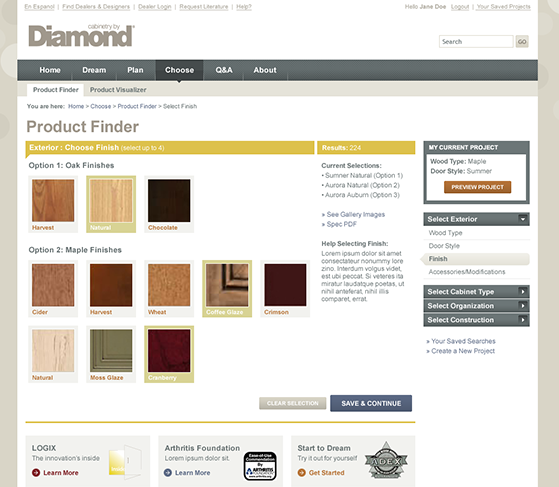 En Espanol | Find Dealers & Designers | Dealer Login | Request Literature | Help?
Hello Jane Doe Logout | Your Saved Projects
cabinetry by
Diamond
Search GO
Home Dream Plan Choose Q&A About
Product Finder Product Visualizer
You are here: Home > Choose > Product Finder > Select Finish
Product Finder
Exterior : Choose Finish (select up to 4)
Option 1: Oak Finishes
Harvest Natural Chocolate
Option 2: Maple Finishes
Cider Harvest Wheat Coffee Glaze Crimson
Natural Moss Glaze Cranberry
CLEAR SELECTION SAVE & CONTINUE
Results: 224
Current Selections:
• Sumner Natural (Option 1)
• Aurora Natural (Option 2)
• Aurora Auburn (Option 3)
» See Gallery Images
» Spec PDF
Help Selecting Finish:
Lorem ipsum dolor sit amet
consectateur nonummy lore
zino. Interdum volgus videt,
est ubi peccat. Si veteres ita
miratur laudatque poetas, ut
nihil anteferat, nihil illis
comparet, errat.
MY CURRENT PROJECT
Wood Type: Maple
Door Style: Summer
PREVIEW PROJECT
Select Exterior
Wood Type
Door Style
Finish
Accessories/Modifications
Select Cabinet Type
Select Organization
Select Construction
» Your Saved Searches
» Create a New Project
LOGIX
The innovation's inside
Learn More
Arthritis Foundation
Lorem ipsum dolor sit.
Learn More
Ease-of-Use
Commendation
By
ARTHRITIS
FOUNDATION
www.arthritis.org
Start to Dream
Try it out for yourself
Get Started
ADEX